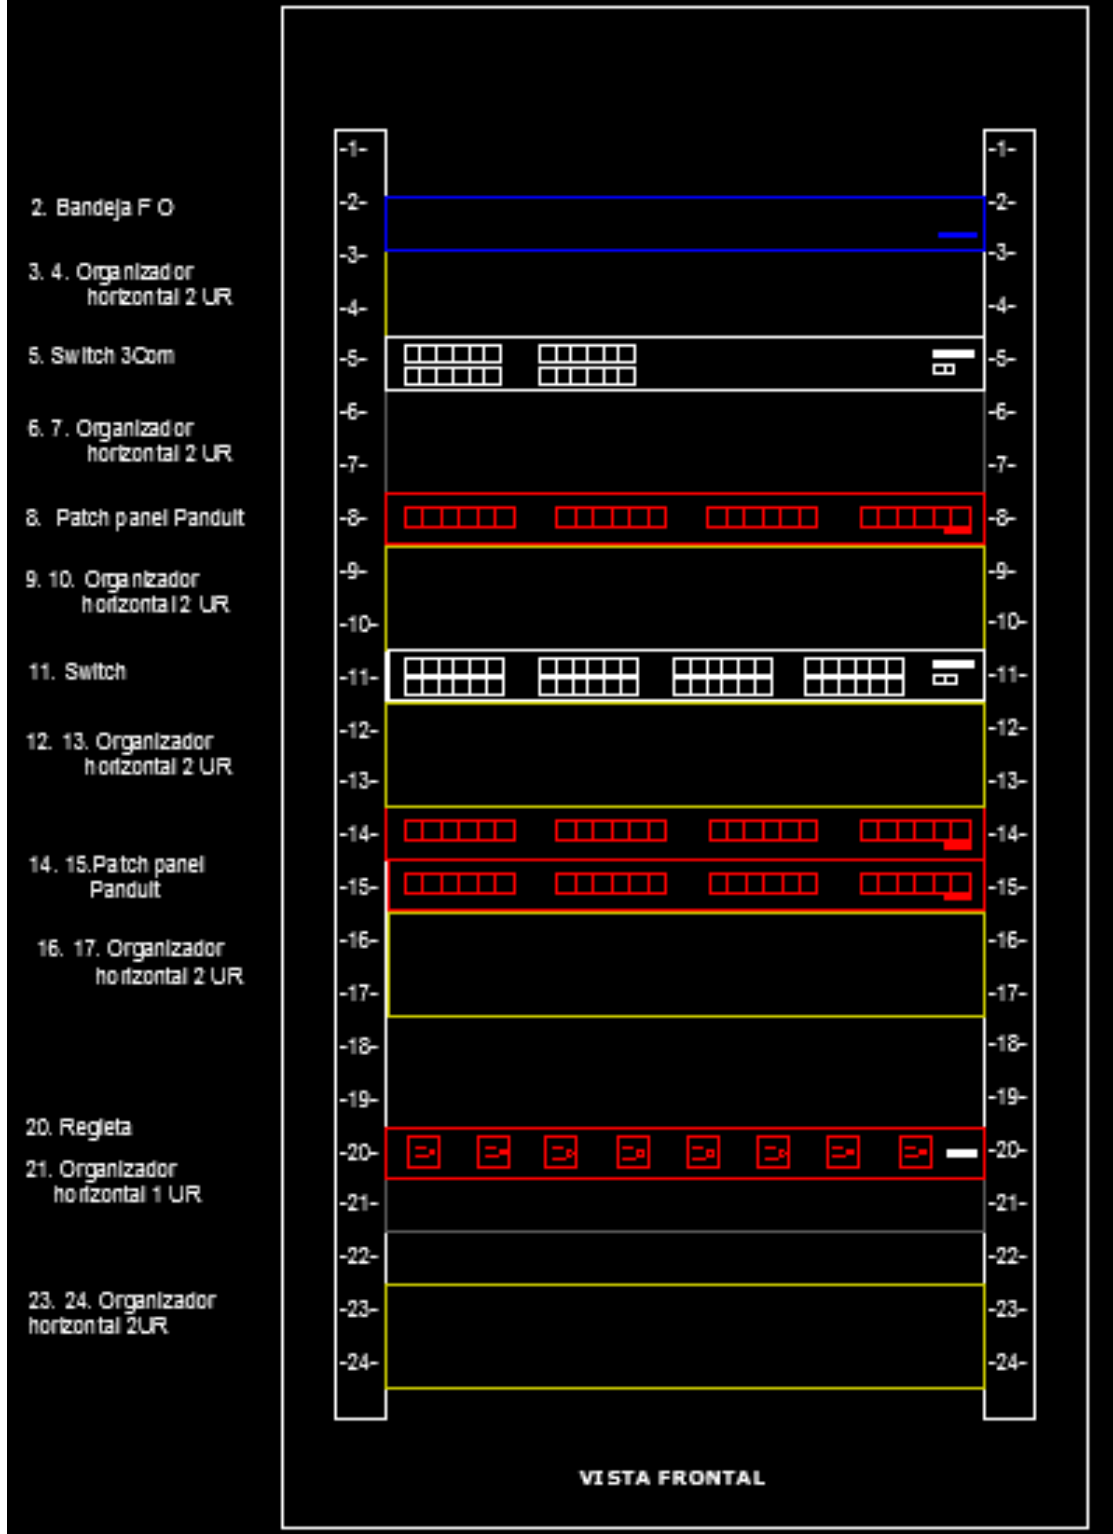 -1- -1-
2. Bandeja F O -2- -2-
-3- -3-
3. 4. Organizador
horizontal 2 UR
-4- -4-
5. Switch 3Com -5- -5-
-6- -6-
6. 7. Organizador
horizontal 2 UR
-7- -7-
8. Patch panel Panduit -8- -8-
-9- -9-
9. 10. Organizador
horizontal 2 UR
-10- -10-
11. Switch -11- -11-
-12- -12-
12. 13. Organizador
horizontal 2 UR
-13- -13-
-14- -14-
14. 15.Patch panel
Panduit
-15- -15-
-16- -16-
16. 17. Organizador
horizontal 2 UR
-17- -17-
-18- -18-
-19- -19-
20. Regleta
-20- -20-
21. Organizador
horizontal 1 UR
-21- -21-
-22- -22-
23. 24. Organizador
-23- -23-
horizontal 2UR
-24- -24-
VISTA FRONTAL